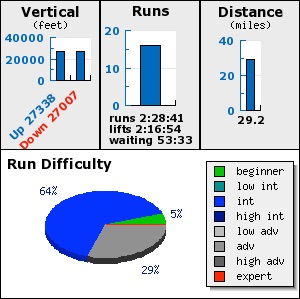 Vertical
(feet)
40000
20000
0
Up 27338
Down 27007
Runs
20
10
0
runs 2:28:41
lifts 2:16:54
waiting 53:33
Distance
(miles)
40
20
0
29.2
Run Difficulty
64%
5%
29%
beginner
low int
int
high int
low adv
adv
high adv
expert